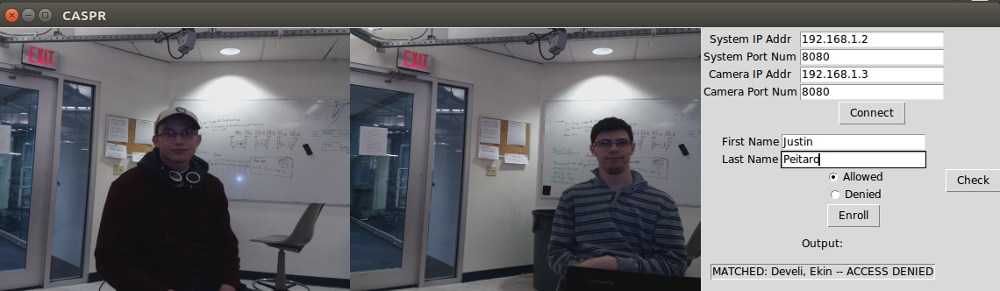 CASPR
EXIT
EXIT
System IP Addr 192.168.1.2
System Port Num 8080
Camera IP Addr 192.168.1.3
Camera Port Num 8080
Connect
First Name Justin
Last Name Peitaro
Allowed
Check
Denied
Enroll
Output:
MATCHED: Develi, Ekin -- ACCESS DENIED